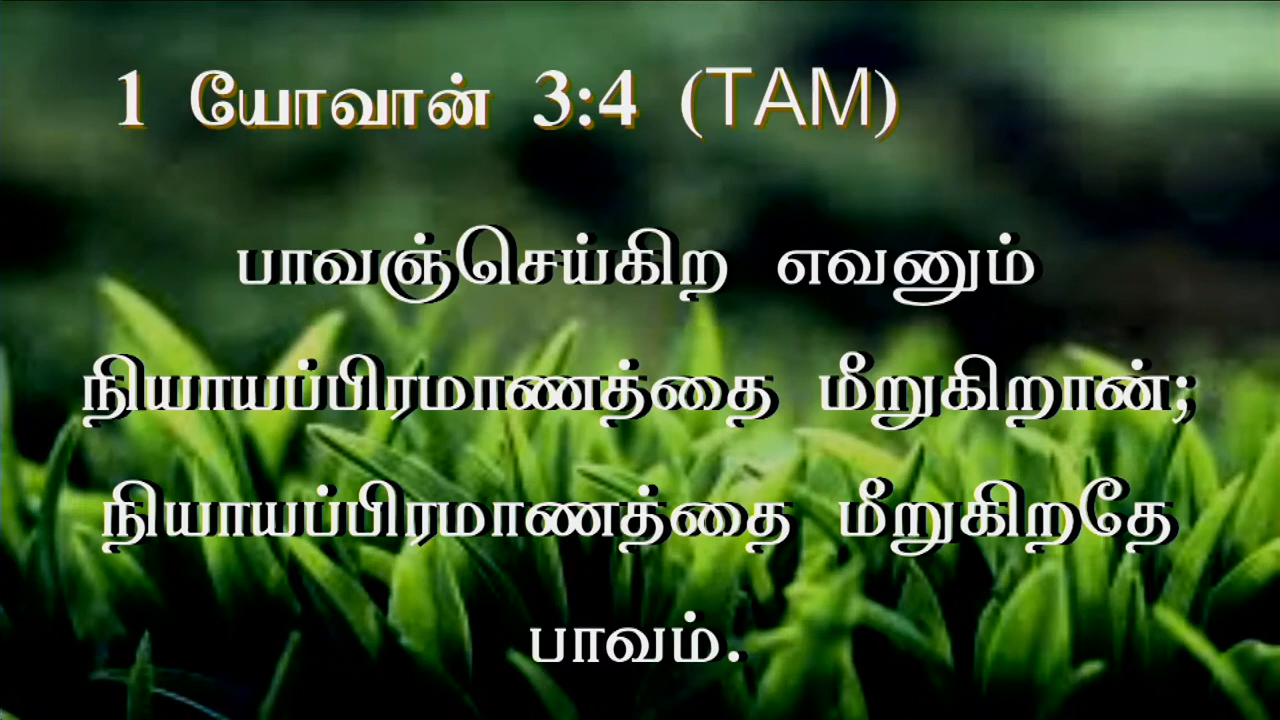 1 யோவான் 3:4 (TAM)
பாவஞ்செய்கிற எவனும்
நியாயப்பிரமாணத்தை மீறுகிறான்;
நியாயப்பிரமாணத்தை மீறுகிறதே
பாவம்.